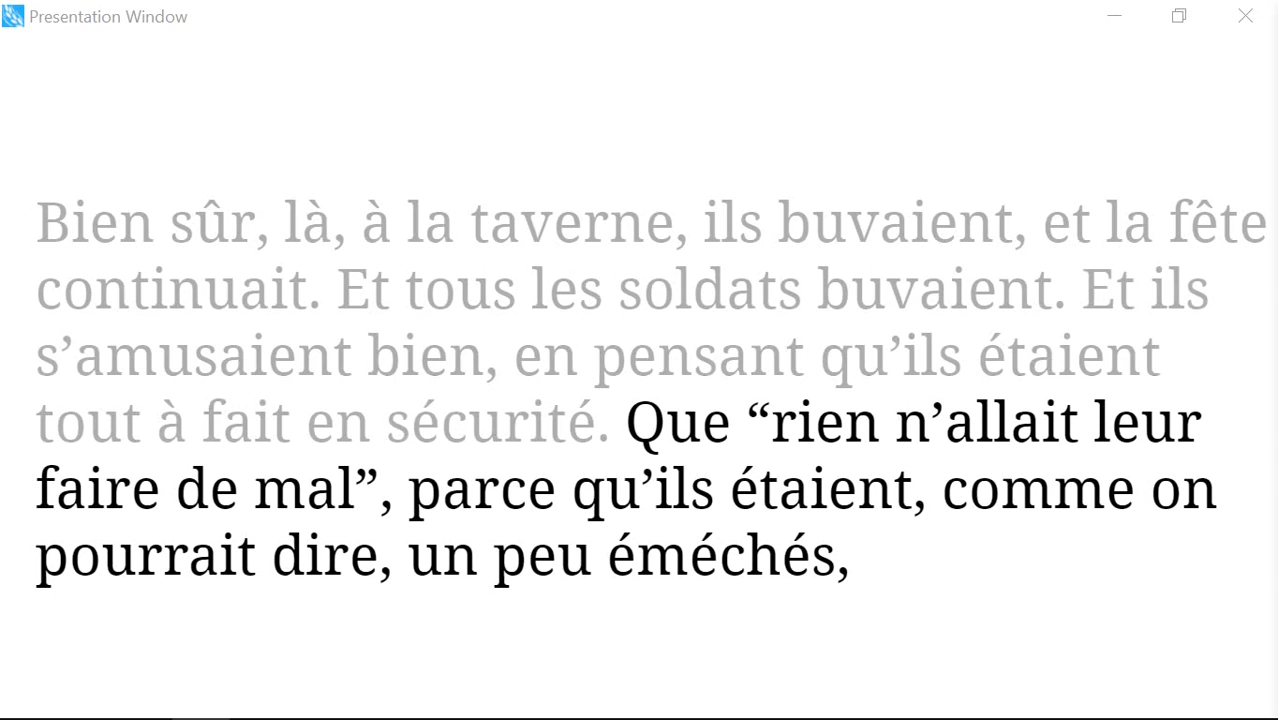 Presentation Window
Bien sûr, là, à la taverne, ils buvaient, et la fête
continuait. Et tous les soldats buvaient. Et ils
s’amusaient bien, en pensant qu’ils étaient
tout à fait en sécurité. Que “rien n’allait leur
faire de mal”, parce qu’ils étaient, comme on
pourrait dire, un peu éméchés,